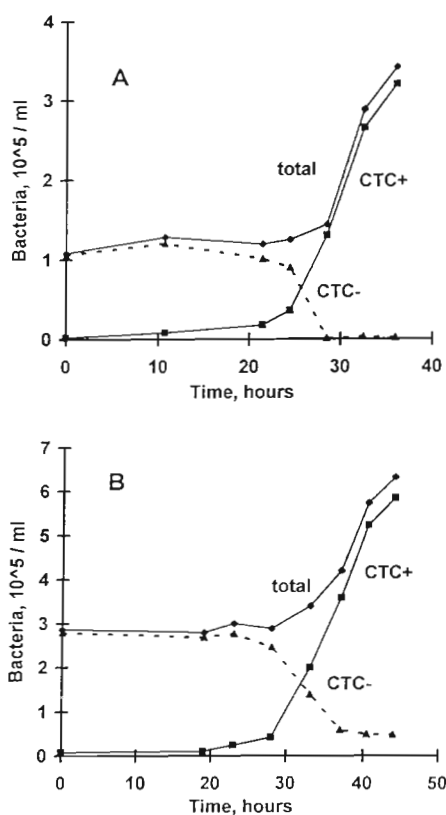 4
A
3
total
CTC+
2
1
CTC-
0
Bacteria, 10^5 / ml
0 10 20 30 40
Time, hours
7
B
6
5
total
CTC+
4
3
2
CTC-
1
0
Bacteria, 10^5 / ml
0 10 20 30 40 50
Time, hours